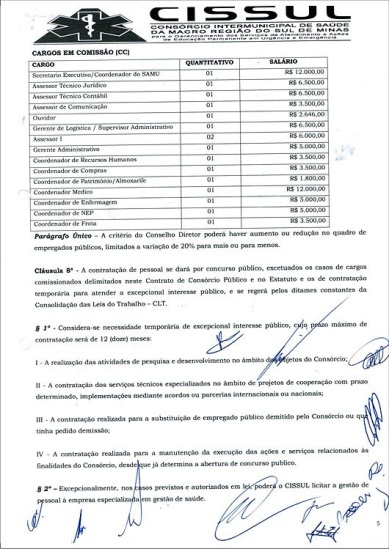 CISSUL
CONSÓRCIO INTERMUNICIPAL DE SAÚDE
DA MACRO REGIÃO DO SUL DE MINAS
para o Gerenciamento dos Serviços de Atendimento e Ações
de Educação Permanente em Urgência e Emergência
CARGOS EM COMISSÃO (CC)
CARGO QUANTITATIVO SALÁRIO
Secretario Executivo/Coordenador do SAMU 01 R$ 12.000,00
Assessor Técnico Jurídico 01 R$ 6.500,00
Assessor Técnico Contábil 01 R$ 6.500,00
Assessor de Comunicação 01 R$ 3.500,00
Ouvidor 01 R$ 2.646,00
Gerente de Logística / Supervisor Administrativo 01 R$ 6.500,00
Assessor I 02 R$ 6.000,00
Gerente Administrativo 01 R$ 5.000,00
Coordenador de Recursos Humanos 01 R$ 3.500,00
Coordenador de Compras 01 R$ 3.500,00
Coordenador de Patrimônio/Almoxarife 01 R$ 1.800,00
Coordenador Medico 01 R$ 12.000,00
Coordenador de Enfermagem 01 R$ 5.000,00
Coordenador de NEP 01 R$ 5.000,00
Coordenador de Frota 01 R$ 3.500,00
Parágrafo Único – A critério do Conselho Diretor poderá haver aumento ou redução no quadro de
empregados públicos, limitados a variação de 20% para mais ou para menos.
Cláusula 8ª - A contratação de pessoal se dará por concurso público, excetuados os casos de cargos
comissionados delimitados neste Contrato de Consórcio Público e no Estatuto e os de contratação
temporária para atender a excepcional interesse público, e se regerá pelos ditames constantes da
Consolidação das Leis do Trabalho – CLT.
§ 1º - Considera-se necessidade temporária de excepcional interesse público, cujo prazo máximo de
contratação será de 12 (doze) meses:
I - A realização das atividades de pesquisa e desenvolvimento no âmbito dos projetos do Consórcio;
II - A contratação dos serviços técnicos especializados no âmbito de projetos de cooperação com prazo
determinado, implementações mediante acordos ou parcerias internacionais ou nacionais;
III - A contratação realizada para a substituição de empregado público demitido pelo Consórcio ou que
tinha pedido demissão;
IV - A contratação realizada para a manutenção da execução das ações e serviços relacionados às
finalidades do Consórcio, desde que já determina a abertura de concurso publico.
§ 2º – Excepcionalmente, nos casos previstos e autorizados em lei, poderá o CISSUL licitar a gestão de
pessoal à empresa especializada em gestão de saúde.
5